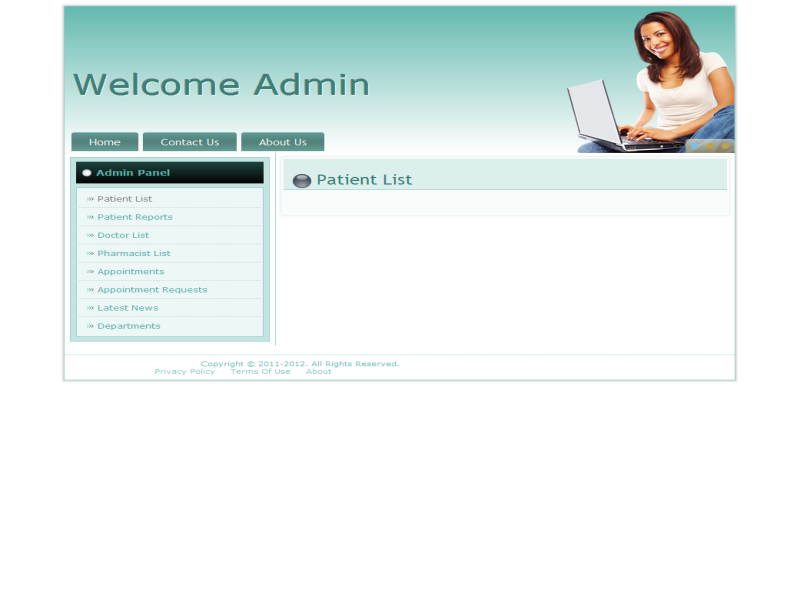 Welcome Admin
Home Contact Us About Us
Admin Panel
Patient List
Patient Reports
Doctor List
Pharmacist List
Appointments
Appointment Requests
Latest News
Departments
Patient List
Copyright © 2011-2012. All Rights Reserved.
Privacy Policy Terms Of Use About